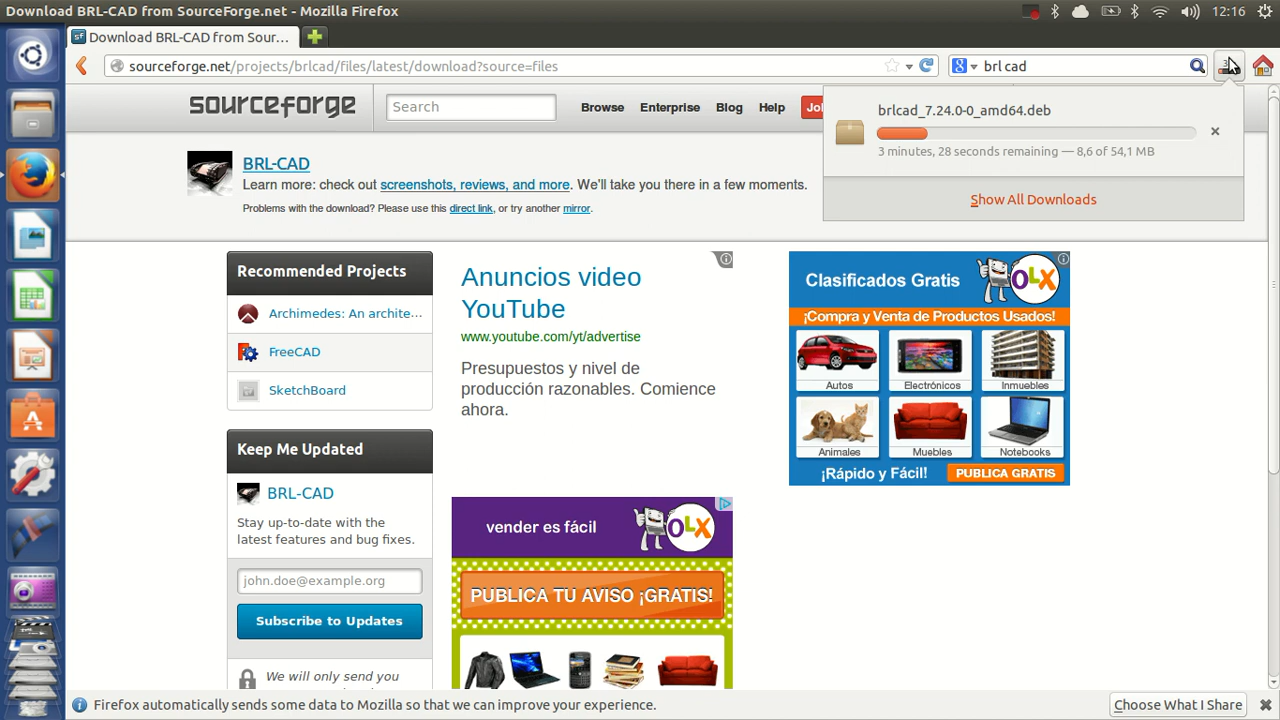 Download BRL-CAD from SourceForge.net - Mozilla Firefox
12:16
sf Download BRL-CAD from Sour...
sourceforge.net/projects/brlcad/files/latest/download?source=files
g brl cad
sourceforge
Search
Browse Enterprise Blog Help
brlcad_7.24.0-0_amd64.deb
3 minutes, 28 seconds remaining — 8,6 of 54,1 MB
Show All Downloads
BRL-CAD
Learn more: check out screenshots, reviews, and more. We'll take you there in a few moments.
Problems with the download? Please use this direct link, or try another mirror.
Recommended Projects
Archimedes: An archite...
FreeCAD
SketchBoard
Keep Me Updated
BRL-CAD
Stay up-to-date with the
latest features and bug fixes.
john.doe@example.org
Subscribe to Updates
We will only send you
Anuncios video
YouTube
www.youtube.com/yt/advertise
Presupuestos y nivel de
producción razonables. Comience
ahora.
vender es fácil
OLX
PUBLICA TU AVISO ¡GRATIS!
Clasificados Gratis
OLX
¡Compra y Venta de Productos Usados!
Autos Electrónicos Inmuebles
Animales Muebles Notebooks
¡Rápido y Fácil! PUBLICA GRATIS
Firefox automatically sends some data to Mozilla so that we can improve your experience.
Choose What I Share